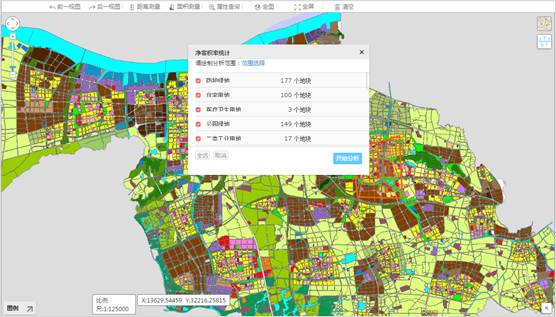 前一视图 后一视图 距离测量 面积测量 属性查询 全图 全屏 清空
净容积率统计
请绘制分析范围：范围选择
防护绿地 177 个地块
住宅用地 100 个地块
医疗卫生用地 3 个地块
公园绿地 149 个地块
二类工业用地 17 个地块
全选 取消 开始分析
图例
比例
尺:1:125000
X:13629.54459 Y:32216.25815